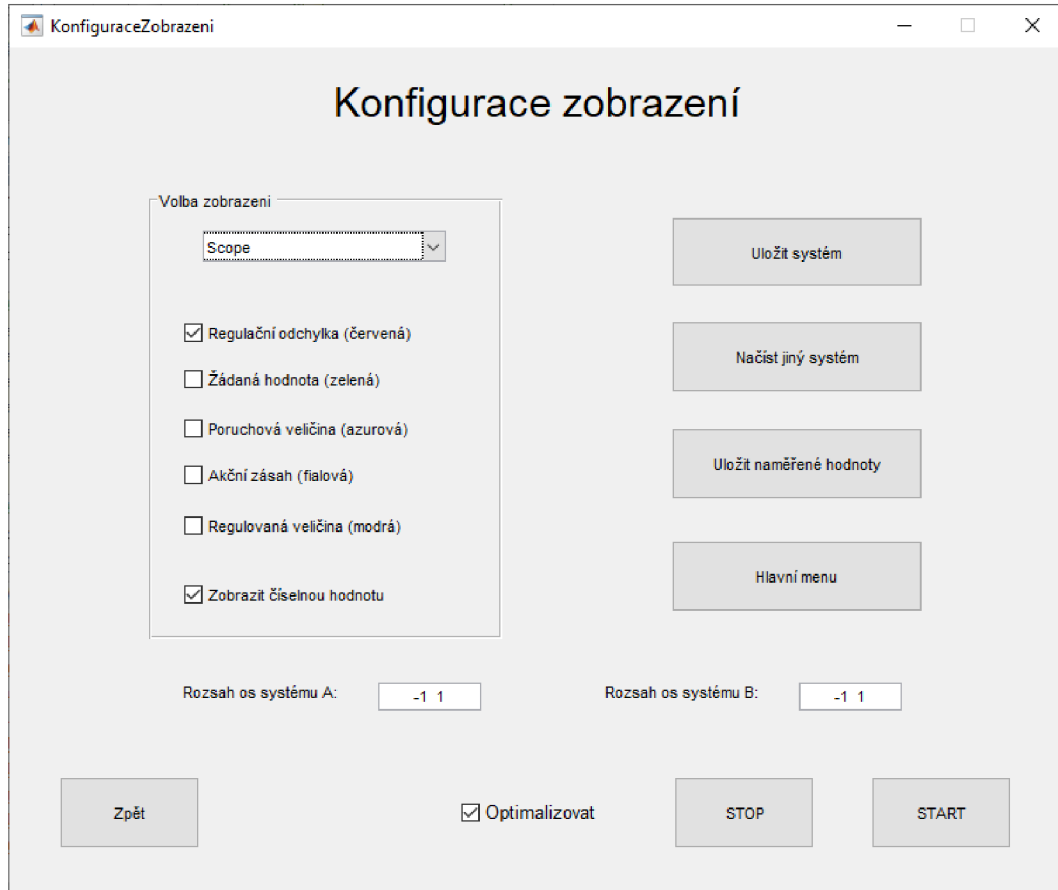 KonfiguraceZobrazeni
Konfigurace zobrazení
Volba zobrazeni
Scope
Regulační odchylka (červená)
Žádaná hodnota (zelená)
Poruchová veličina (azurová)
Akční zásah (fialová)
Regulovaná veličina (modrá)
Zobrazit číselnou hodnotu
Uložit systém
Načíst jiný systém
Uložit naměřené hodnoty
Hlavní menu
Rozsah os systému A: -1 1
Rozsah os systému B: -1 1
Zpět
Optimalizovat
STOP
START